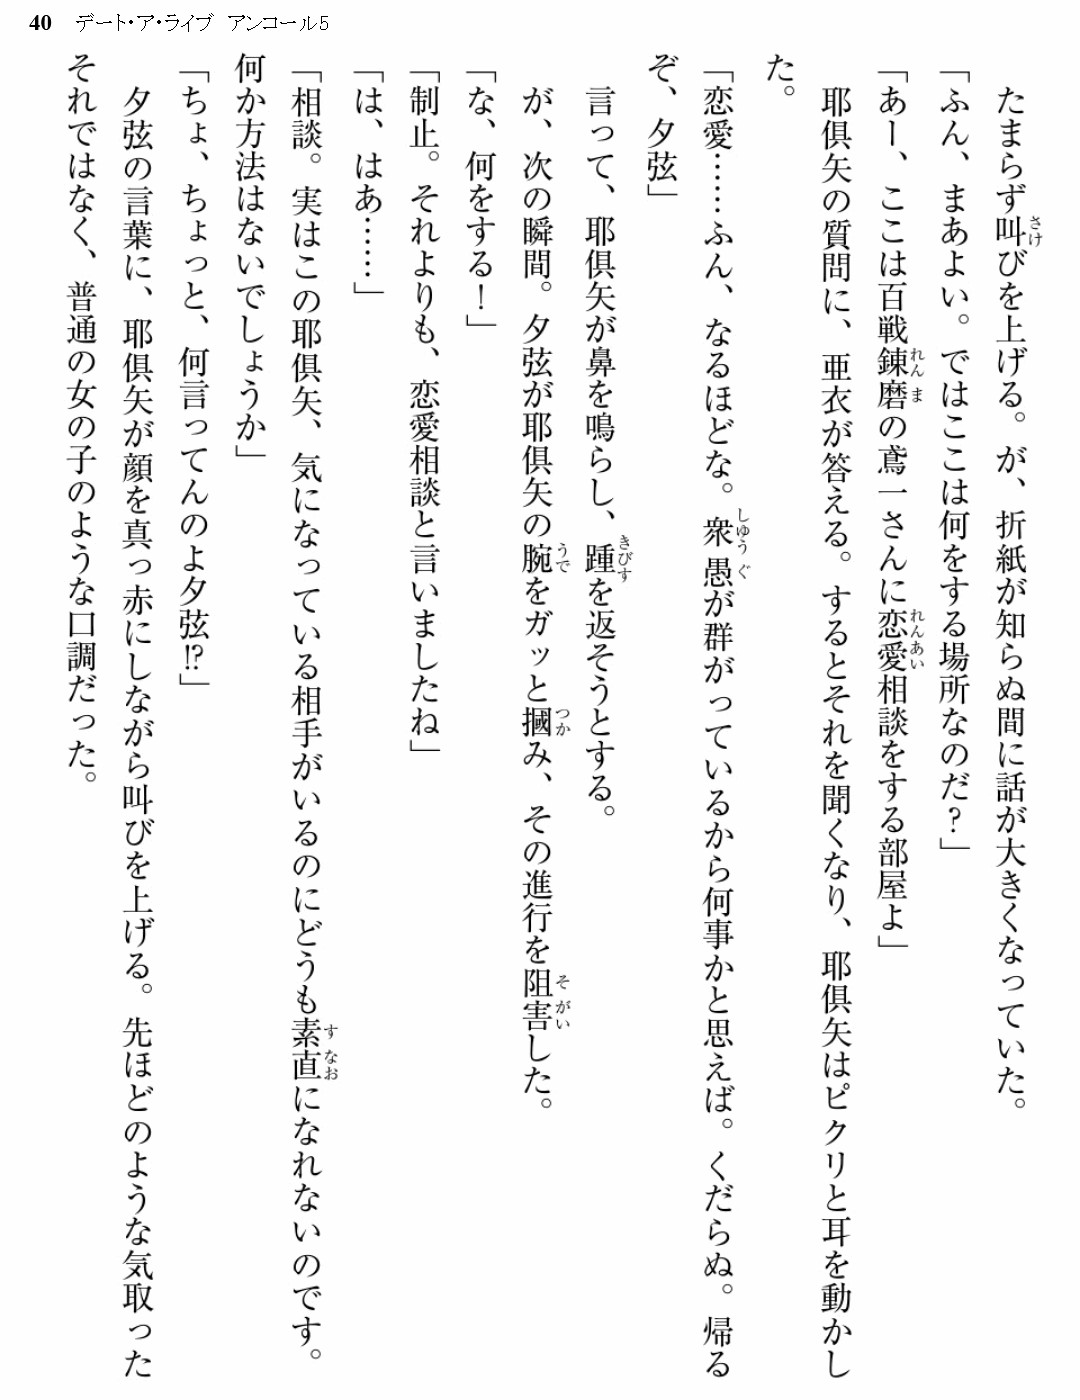 40 デート・ア・ライブ アンコール5
　たまらず叫びを上げる。が、折紙が知らぬ間に話が大きくなっていた。
「ふん、まあよい。ではここは何をする場所なのだ?」
「あー、ここは百戦錬磨の鳶一さんに恋愛相談をする部屋よ」
　耶倶矢の質問に、亜衣が答える。するとそれを聞くなり、耶倶矢はピクリと耳を動かし
た。
「恋愛……ふん、なるほどな。衆愚が群がっているから何事かと思えば。くだらぬ。帰る
ぞ、夕弦」
　言って、耶倶矢が鼻を鳴らし、踵を返そうとする。
　が、次の瞬間。夕弦が耶倶矢の腕をガッと摑み、その進行を阻害した。
「な、何をする!」
「制止。それよりも、恋愛相談と言いましたね」
「は、はあ……」
「相談。実はこの耶倶矢、気になっている相手がいるのにどうも素直になれないのです。
何か方法はないでしょうか」
「ちょ、ちょっと、何言ってんのよ夕弦!?」
　夕弦の言葉に、耶倶矢が顔を真っ赤にしながら叫びを上げる。先ほどのような気取った
それではなく、普通の女の子のような口調だった。